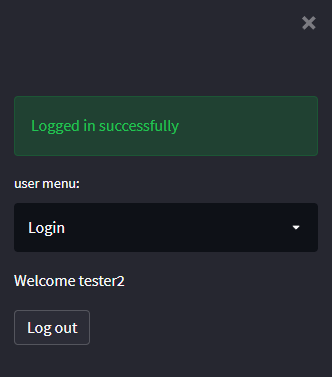 Logged in successfully
user menu:
Login
Welcome tester2
Log out